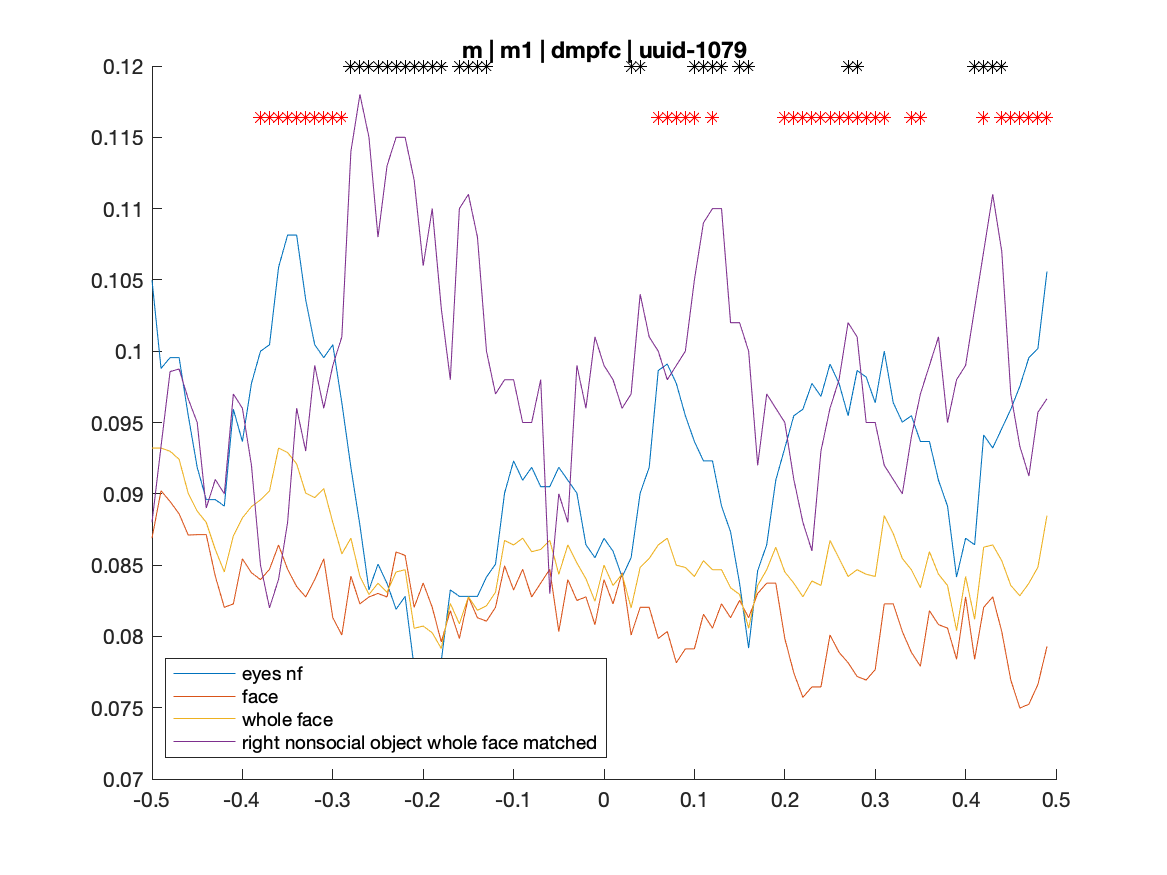 m | m1 | dmpfc | uuid-1079
0.12
0.115
0.11
0.105
0.1
0.095
0.09
0.085
0.08
0.075
0.07
eyes nf
face
whole face
right nonsocial object whole face matched
-0.5 -0.4 -0.3 -0.2 -0.1 0 0.1 0.2 0.3 0.4 0.5